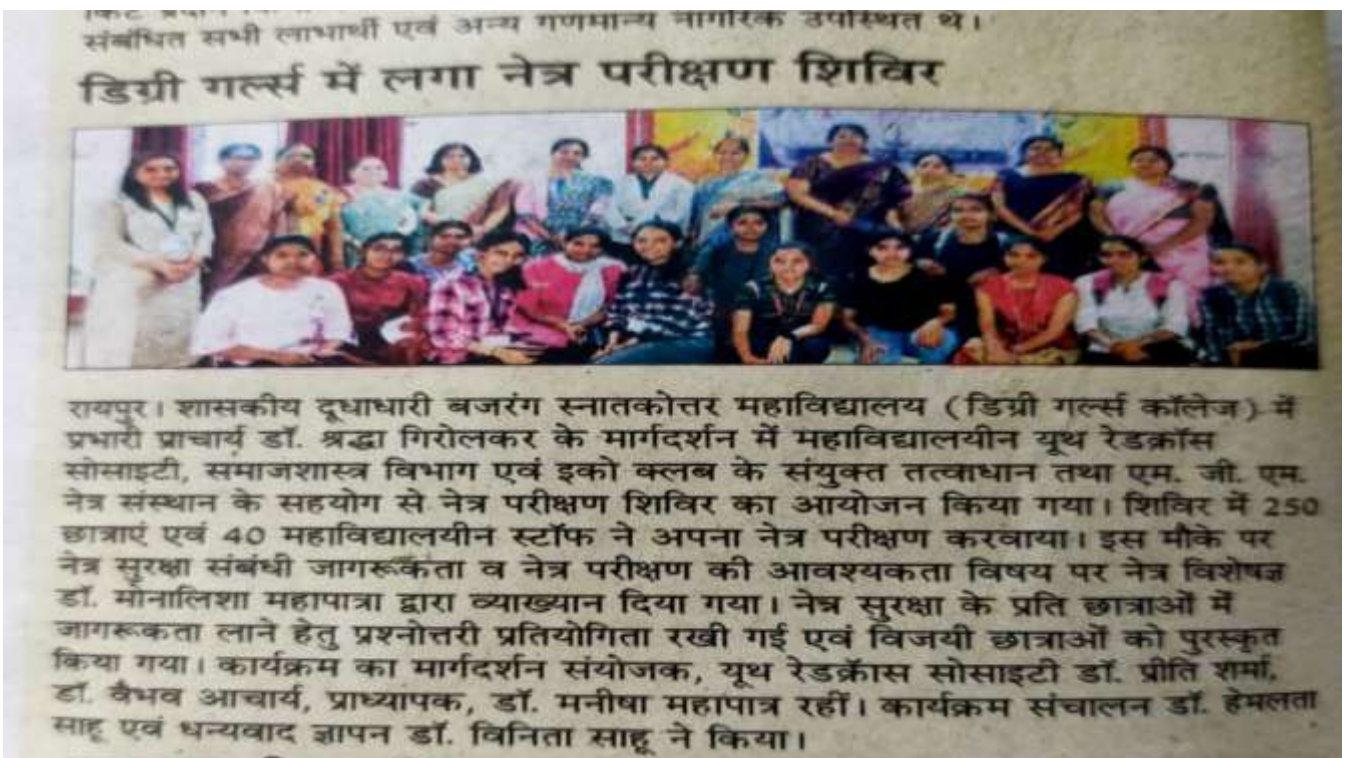 संबंधित सभी लाभार्थी एवं अन्य गणमान्य नागरिक उपस्थित थे।
डिग्री गर्ल्स में लगा नेत्र परीक्षण शिविर
रायपुर। शासकीय दूधाधारी बजरंग स्नातकोत्तर महाविद्यालय (डिग्री गर्ल्स कॉलेज) में
प्रभारी प्राचार्य डॉ. श्रद्धा गिरोलकर के मार्गदर्शन में महाविद्यालयीन यूथ रेडक्रॉस
सोसाइटी, समाजशास्त्र विभाग एवं इको क्लब के संयुक्त तत्वाधान तथा एम. जी. एम.
नेत्र संस्थान के सहयोग से नेत्र परीक्षण शिविर का आयोजन किया गया। शिविर में 250
छात्राएं एवं 40 महाविद्यालयीन स्टॉफ ने अपना नेत्र परीक्षण करवाया। इस मौके पर
नेत्र सुरक्षा संबंधी जागरूकता व नेत्र परीक्षण की आवश्यकता विषय पर नेत्र विशेषज्ञ
डॉ. मोनालिशा महापात्रा द्वारा व्याख्यान दिया गया। नेत्र सुरक्षा के प्रति छात्राओं में
जागरूकता लाने हेतु प्रश्नोत्तरी प्रतियोगिता रखी गई एवं विजयी छात्राओं को पुरस्कृत
किया गया। कार्यक्रम का मार्गदर्शन संयोजक, यूथ रेडक्रॅास सोसाइटी डॉ. प्रीति शर्मा,
डॉ. वैभव आचार्य, प्राध्यापक, डॉ. मनीषा महापात्र रहीं। कार्यक्रम संचालन डॉ. हेमलता
साहू एवं धन्यवाद ज्ञापन डॉ. विनिता साहू ने किया।